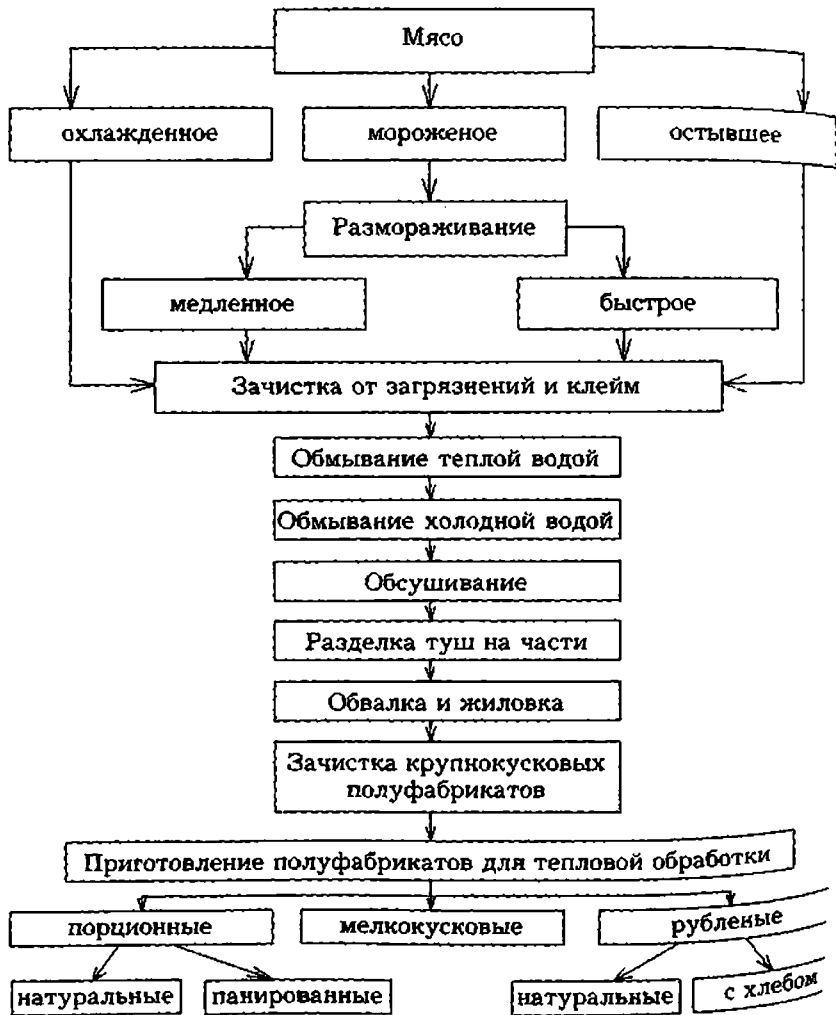 Мясо
охлажденное
мороженое
остывшее
Размораживание
медленное
быстрое
Зачистка от загрязнений и клейм
Обмывание теплой водой
Обмывание холодной водой
Обсушивание
Разделка туш на части
Обвалка и жиловка
Зачистка крупнокусковых
полуфабрикатов
Приготовление полуфабрикатов для тепловой обработки
порционные
мелкокусковые
рубленые
натуральные
панированные
натуральные
с хлебом